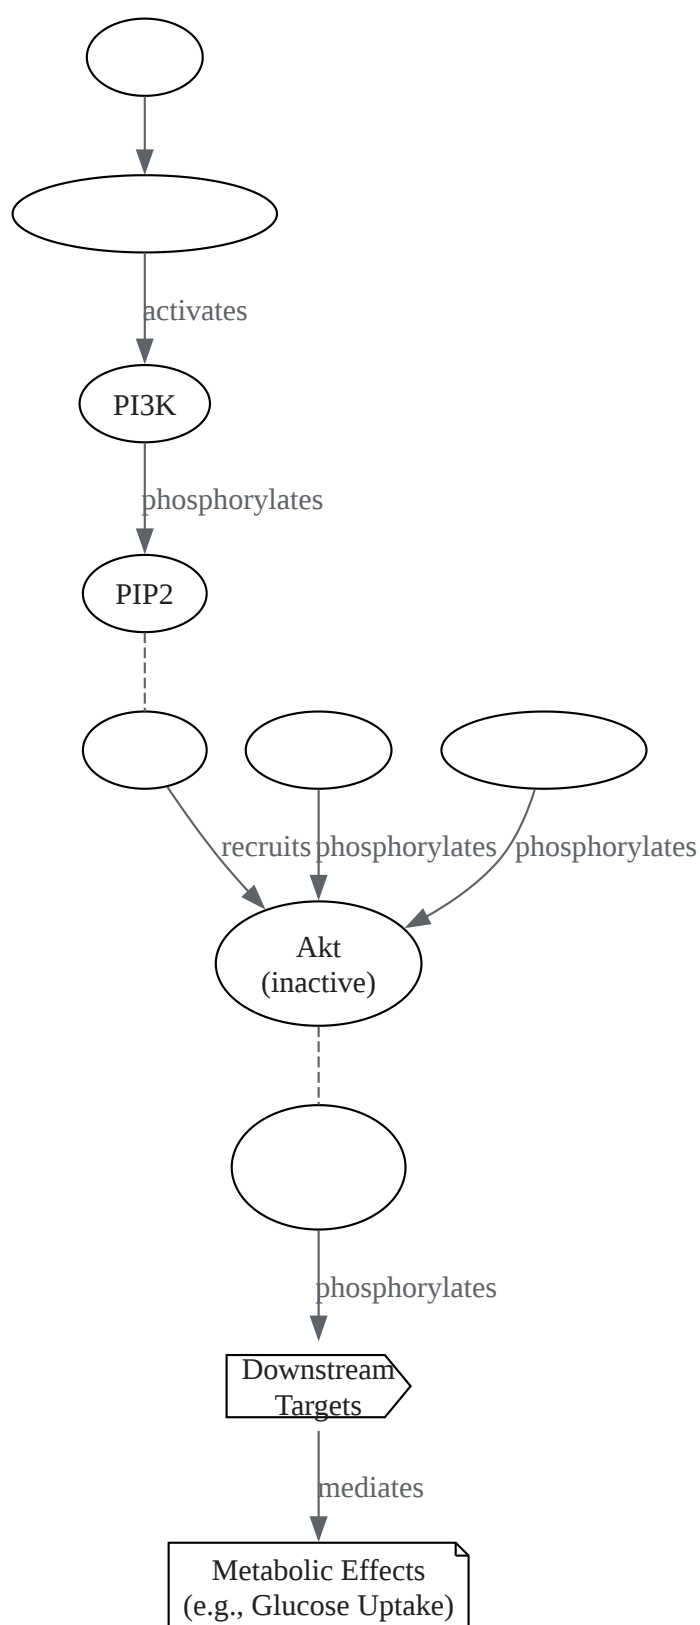 activates
PI3K
phosphorylates
PIP2
recruits
phosphorylates
phosphorylates
Akt
(inactive)
phosphorylates
Downstream
Targets
mediates
Metabolic Effects
(e.g., Glucose Uptake)